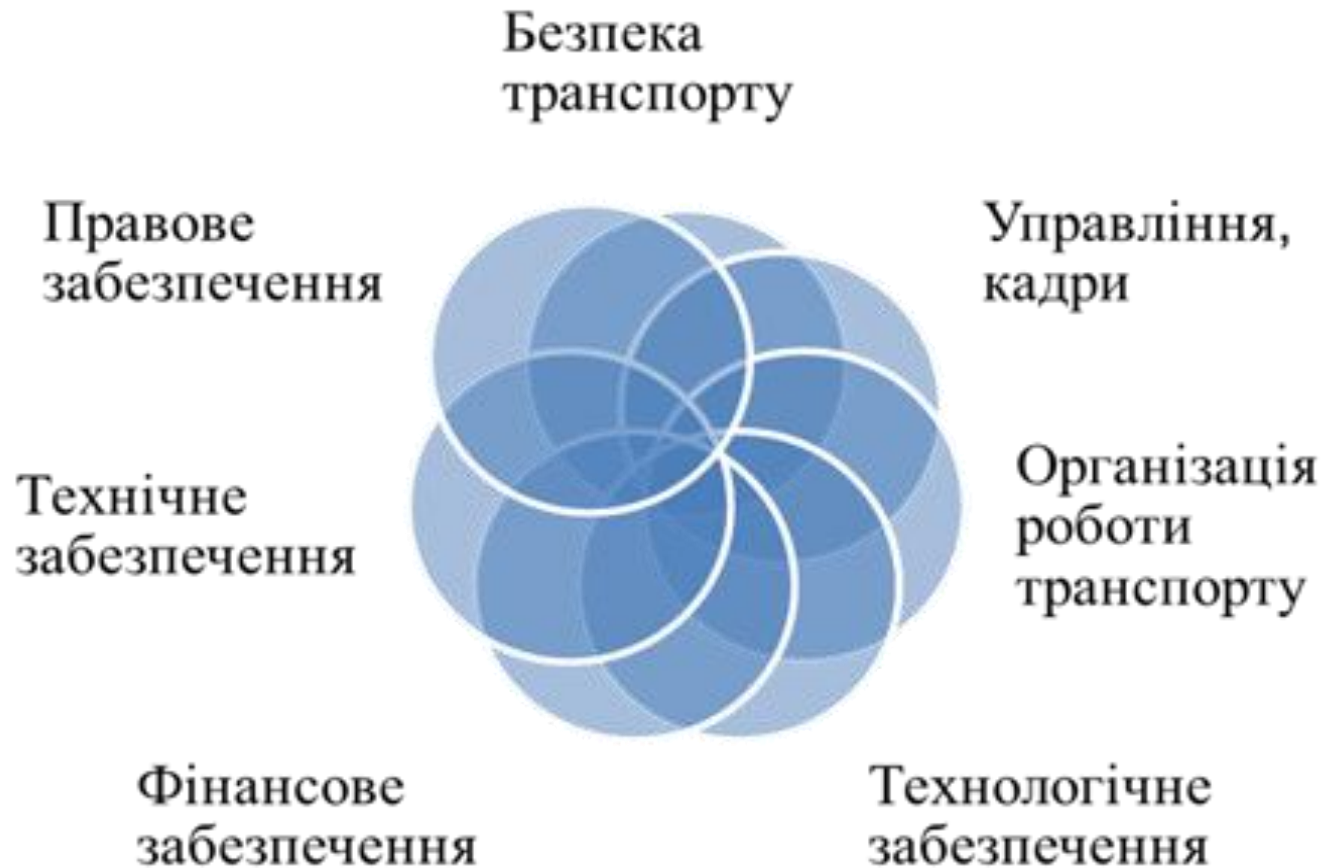 Безпека
транспорту
Правове
забезпечення
Управління,
кадри
Технічне
забезпечення
Організація
роботи
транспорту
Фінансове
забезпечення
Технологічне
забезпечення